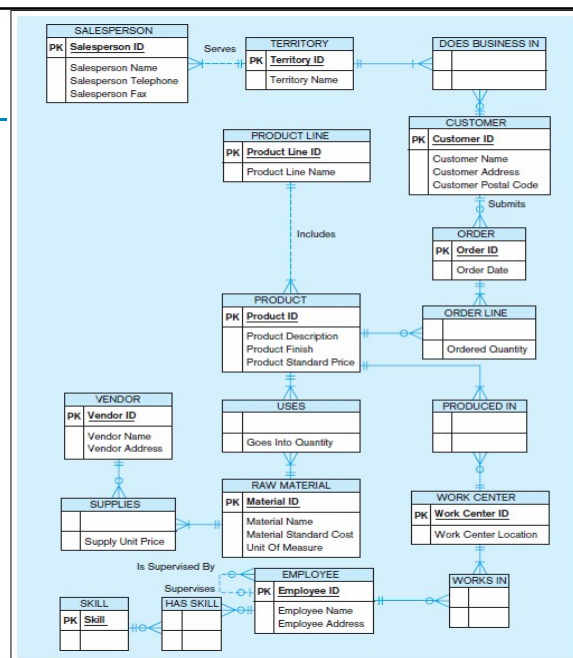 SALESPERSON
PK Salesperson ID
Salesperson Name
Salesperson Telephone
Salesperson Fax
Serves
TERRITORY
PK Territory ID
Territory Name
DOES BUSINESS IN
PRODUCT LINE
PK Product Line ID
Product Line Name
CUSTOMER
PK Customer ID
Customer Name
Customer Address
Customer Postal Code
Submits
Includes
ORDER
PK Order ID
Order Date
PRODUCT
PK Product ID
Product Description
Product Finish
Product Standard Price
ORDER LINE
Ordered Quantity
VENDOR
PK Vendor ID
Vendor Name
Vendor Address
USES
Goes Into Quantity
PRODUCED IN
SUPPLIES
Supply Unit Price
RAW MATERIAL
PK Material ID
Material Name
Material Standard Cost
Unit Of Measure
WORK CENTER
PK Work Center ID
Work Center Location
Is Supervised By
Supervises
EMPLOYEE
PK Employee ID
Employee Name
Employee Address
WORKS IN
SKILL
PK Skill
HAS SKILL